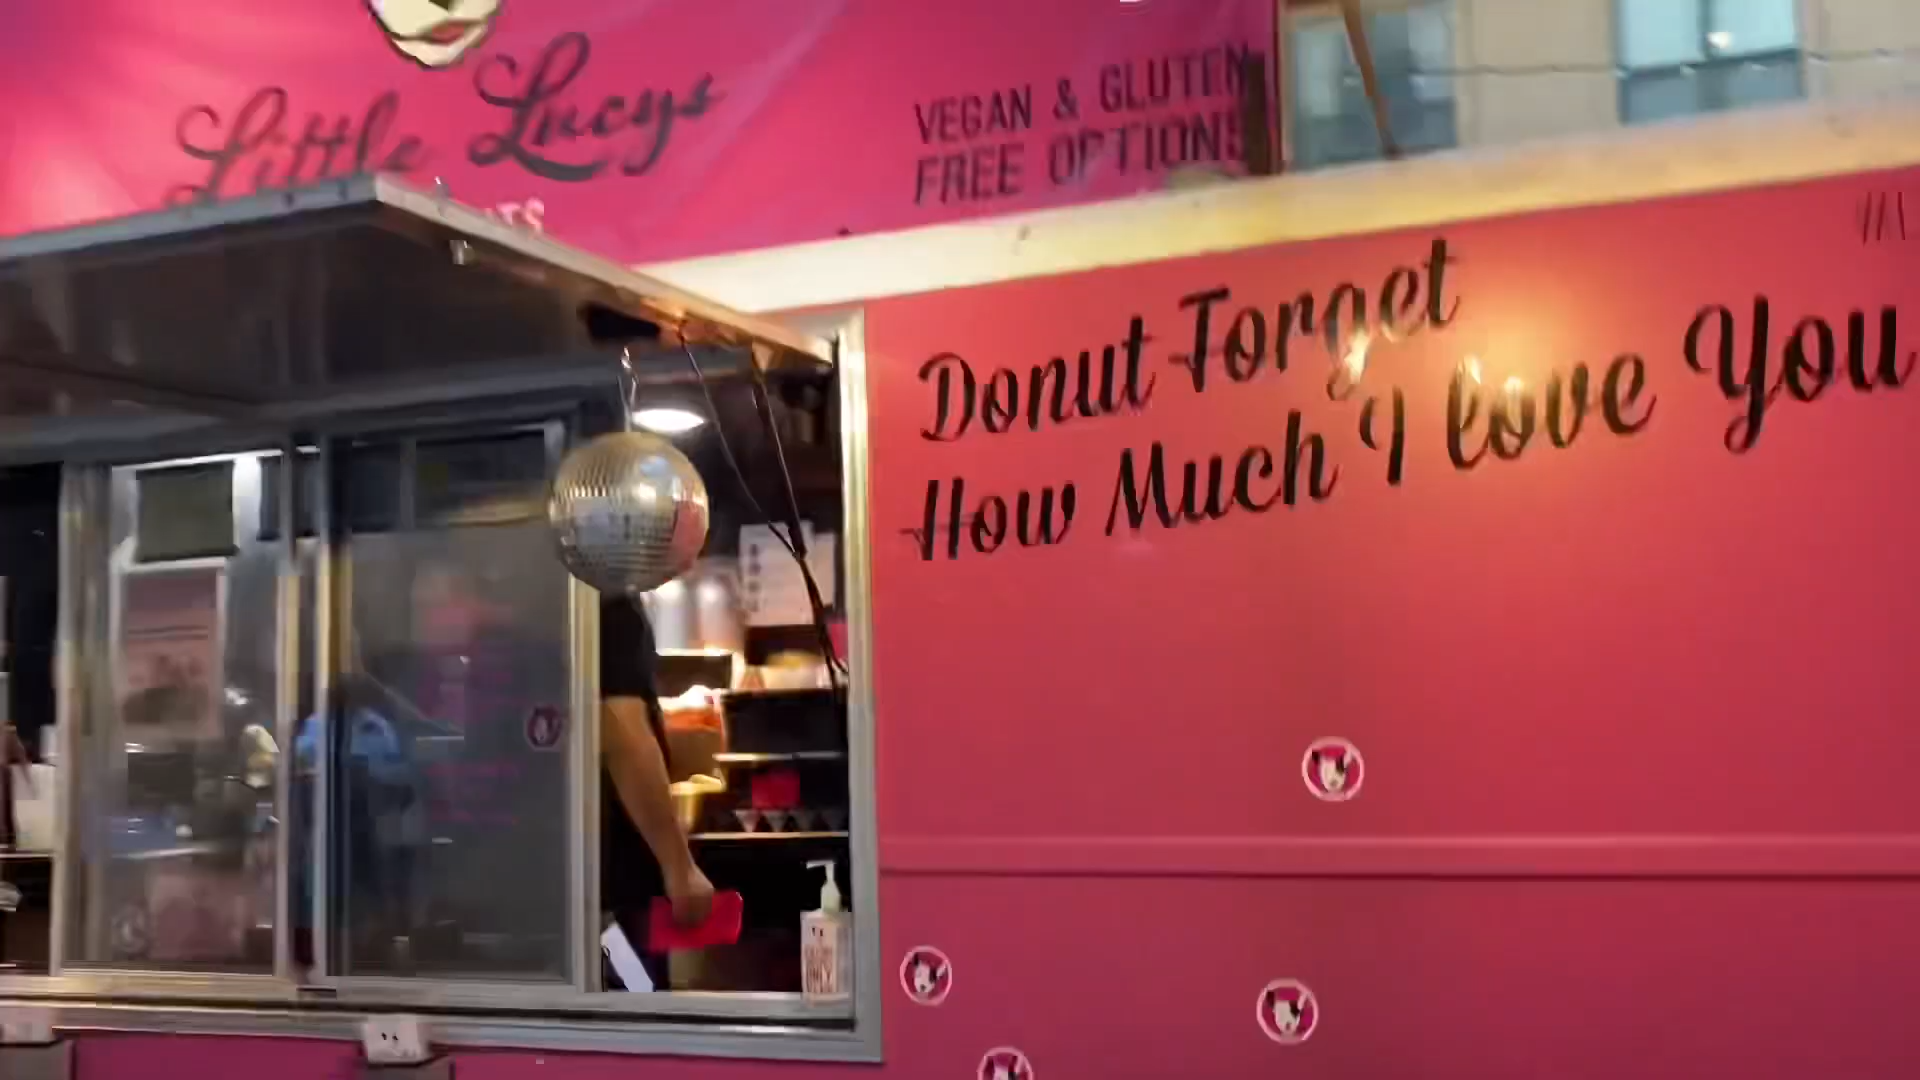 Little Lucys
VEGAN & GLUTEN
FREE OPTIONS
Donut Forget
How Much I love You